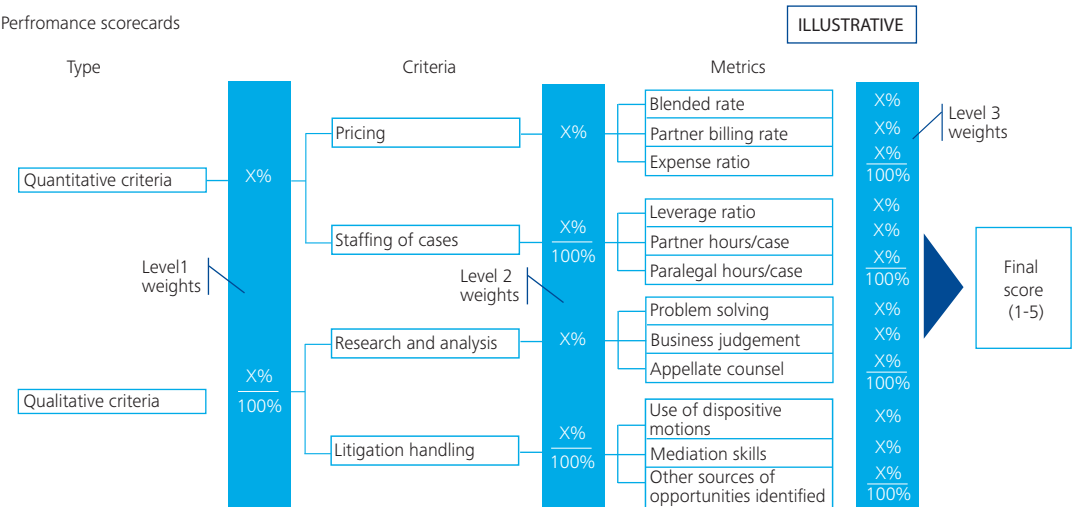 Perfromance scorecards
ILLUSTRATIVE
Type
Criteria
Metrics
Quantitative criteria
X%
Level1
weights
Qualitative criteria
X%
100%
Pricing
X%
Blended rate
X%
Partner billing rate
X%
Expense ratio
X%
100%
Level 3
weights
Staffing of cases
X%
100%
Leverage ratio
X%
Partner hours/case
X%
Paralegal hours/case
X%
100%
Level 2
weights
Research and analysis
X%
Problem solving
X%
Business judgement
X%
Appellate counsel
X%
100%
Litigation handling
X%
100%
Use of dispositive
motions
X%
Mediation skills
X%
Other sources of
opportunities identified
X%
100%
Final
score
(1-5)